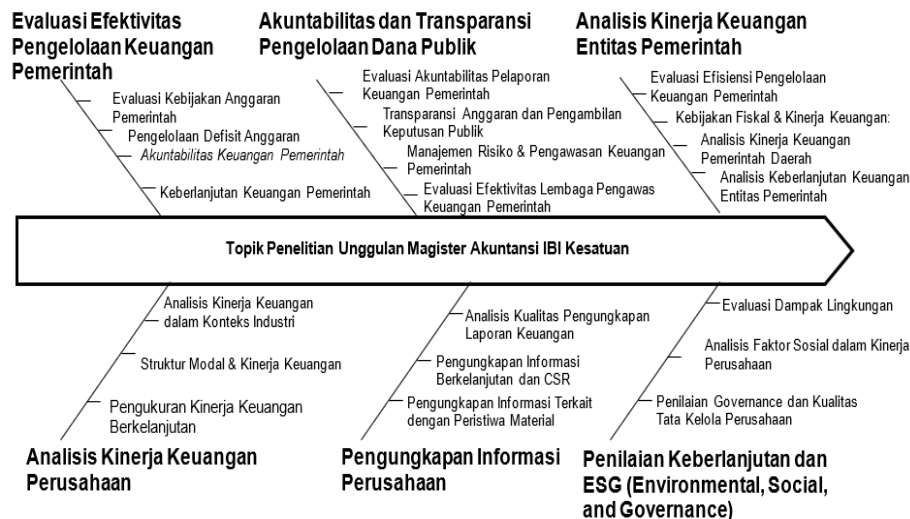 Evaluasi Efektivitas
Pengelolaan Keuangan
Pemerintah
Evaluasi Kebijakan Anggaran
Pemerintah
Pengelolaan Defisit Anggaran
Akuntabilitas Keuangan Pemerintah
Keberlanjutan Keuangan Pemerintah
Akuntabilitas dan Transparansi
Pengelolaan Dana Publik
Evaluasi Akuntabilitas Pelaporan
Keuangan Pemerintah
Transparansi Anggaran dan Pengambilan
Keputusan Publik
Manajemen Risiko & Pengawasan Keuangan
Pemerintah
Evaluasi Efektivitas Lembaga Pengawas
Keuangan Pemerintah
Analisis Kinerja Keuangan
Entitas Pemerintah
Evaluasi Efisiensi Pengelolaan
Keuangan Pemerintah
Kebijakan Fiskal & Kinerja Keuangan:
Analisis Kinerja Keuangan
Pemerintah Daerah
Analisis Keberlanjutan Keuangan
Entitas Pemerintah
Topik Penelitian Unggulan Magister Akuntansi IBI Kesatuan
Analisis Kinerja Keuangan
dalam Konteks Industri
Struktur Modal & Kinerja Keuangan
Pengukuran Kinerja Keuangan
Berkelanjutan
Analisis Kinerja Keuangan
Perusahaan
Analisis Kualitas Pengungkapan
Laporan Keuangan
Pengungkapan Informasi
Berkelanjutan dan CSR
Pengungkapan Informasi Terkait
dengan Peristiwa Material
Pengungkapan Informasi
Perusahaan
Evaluasi Dampak Lingkungan
Analisis Faktor Sosial dalam Kinerja
Perusahaan
Penilaian Governance dan Kualitas
Tata Kelola Perusahaan
Penilaian Keberlanjutan dan
ESG (Environmental, Social,
and Governance)